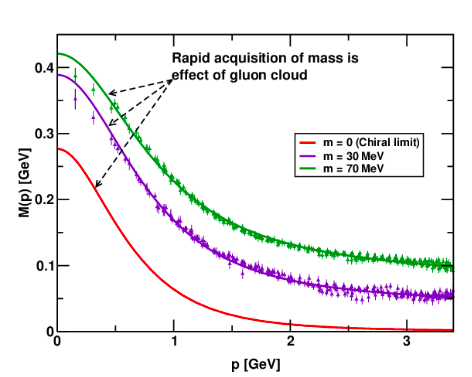 Rapid acquisition of mass is
effect of gluon cloud
m = 0 (Chiral limit)
m = 30 MeV
m = 70 MeV
M(p) [GeV]
0.4
0.3
0.2
0.1
0
0
1
2
3
p [GeV]